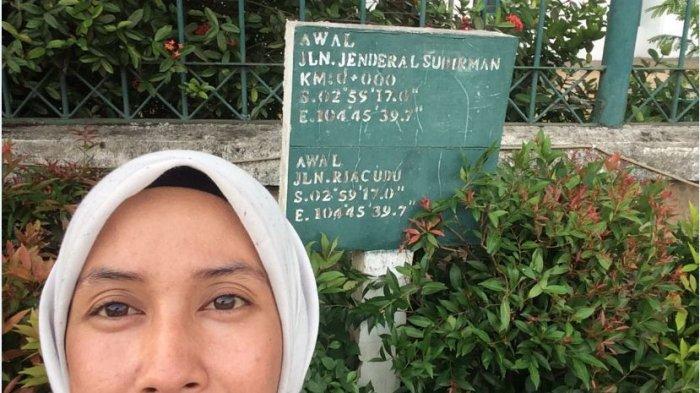 AWAL
JLN. JENDERAL SUDIRMAN
KM: 0+000
S. 02°59'17.0"
E. 104°45'39.7"
AWAL
JLN. RIACUDU
S. 02°59'17.0"
E. 104°45'39.7"